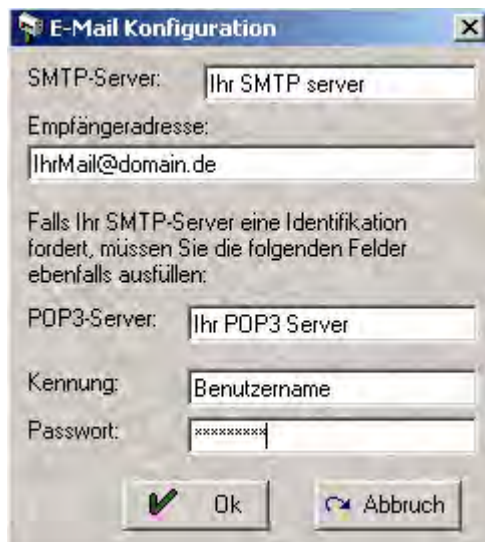 E-Mail Konfiguration
SMTP-Server: Ihr SMTP server
Empfängeradresse:
IhrMail@domain.de
Falls Ihr SMTP-Server eine Identifikation
fordert, müssen Sie die folgenden Felder
ebenfalls ausfüllen:
POP3-Server: Ihr POP3 Server
Kennung: Benutzername
Passwort: *********
Ok Abbruch